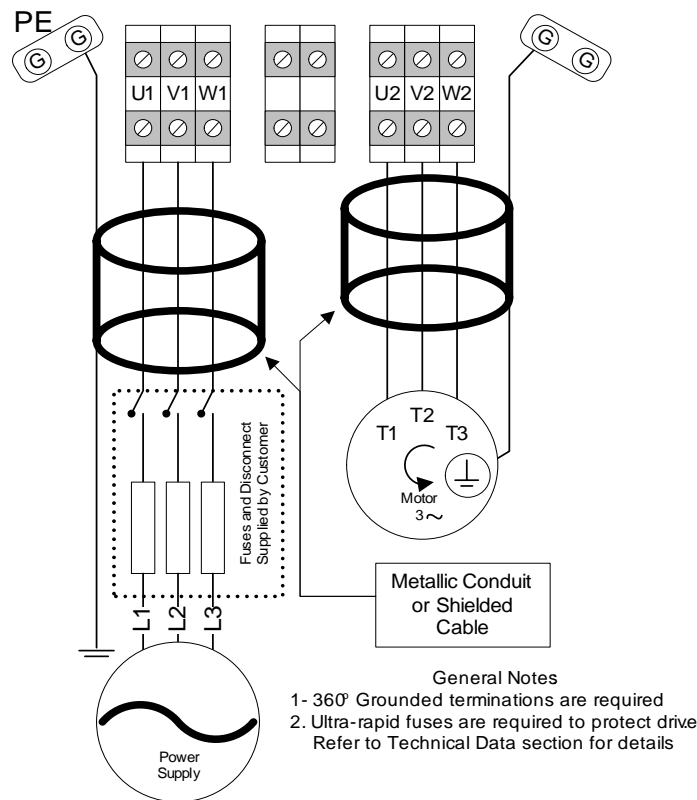 PE
G G
G G
U1 V1 W1
U2 V2 W2
T1 T2 T3
Motor
3~
Fuses and Disconnect
Supplied by Customer
L1 L2 L3
Metallic Conduit
or Shielded
Cable
Power
Supply
General Notes
1- 360° Grounded terminations are required
2. Ultra-rapid fuses are required to protect drive
Refer to Technical Data section for details